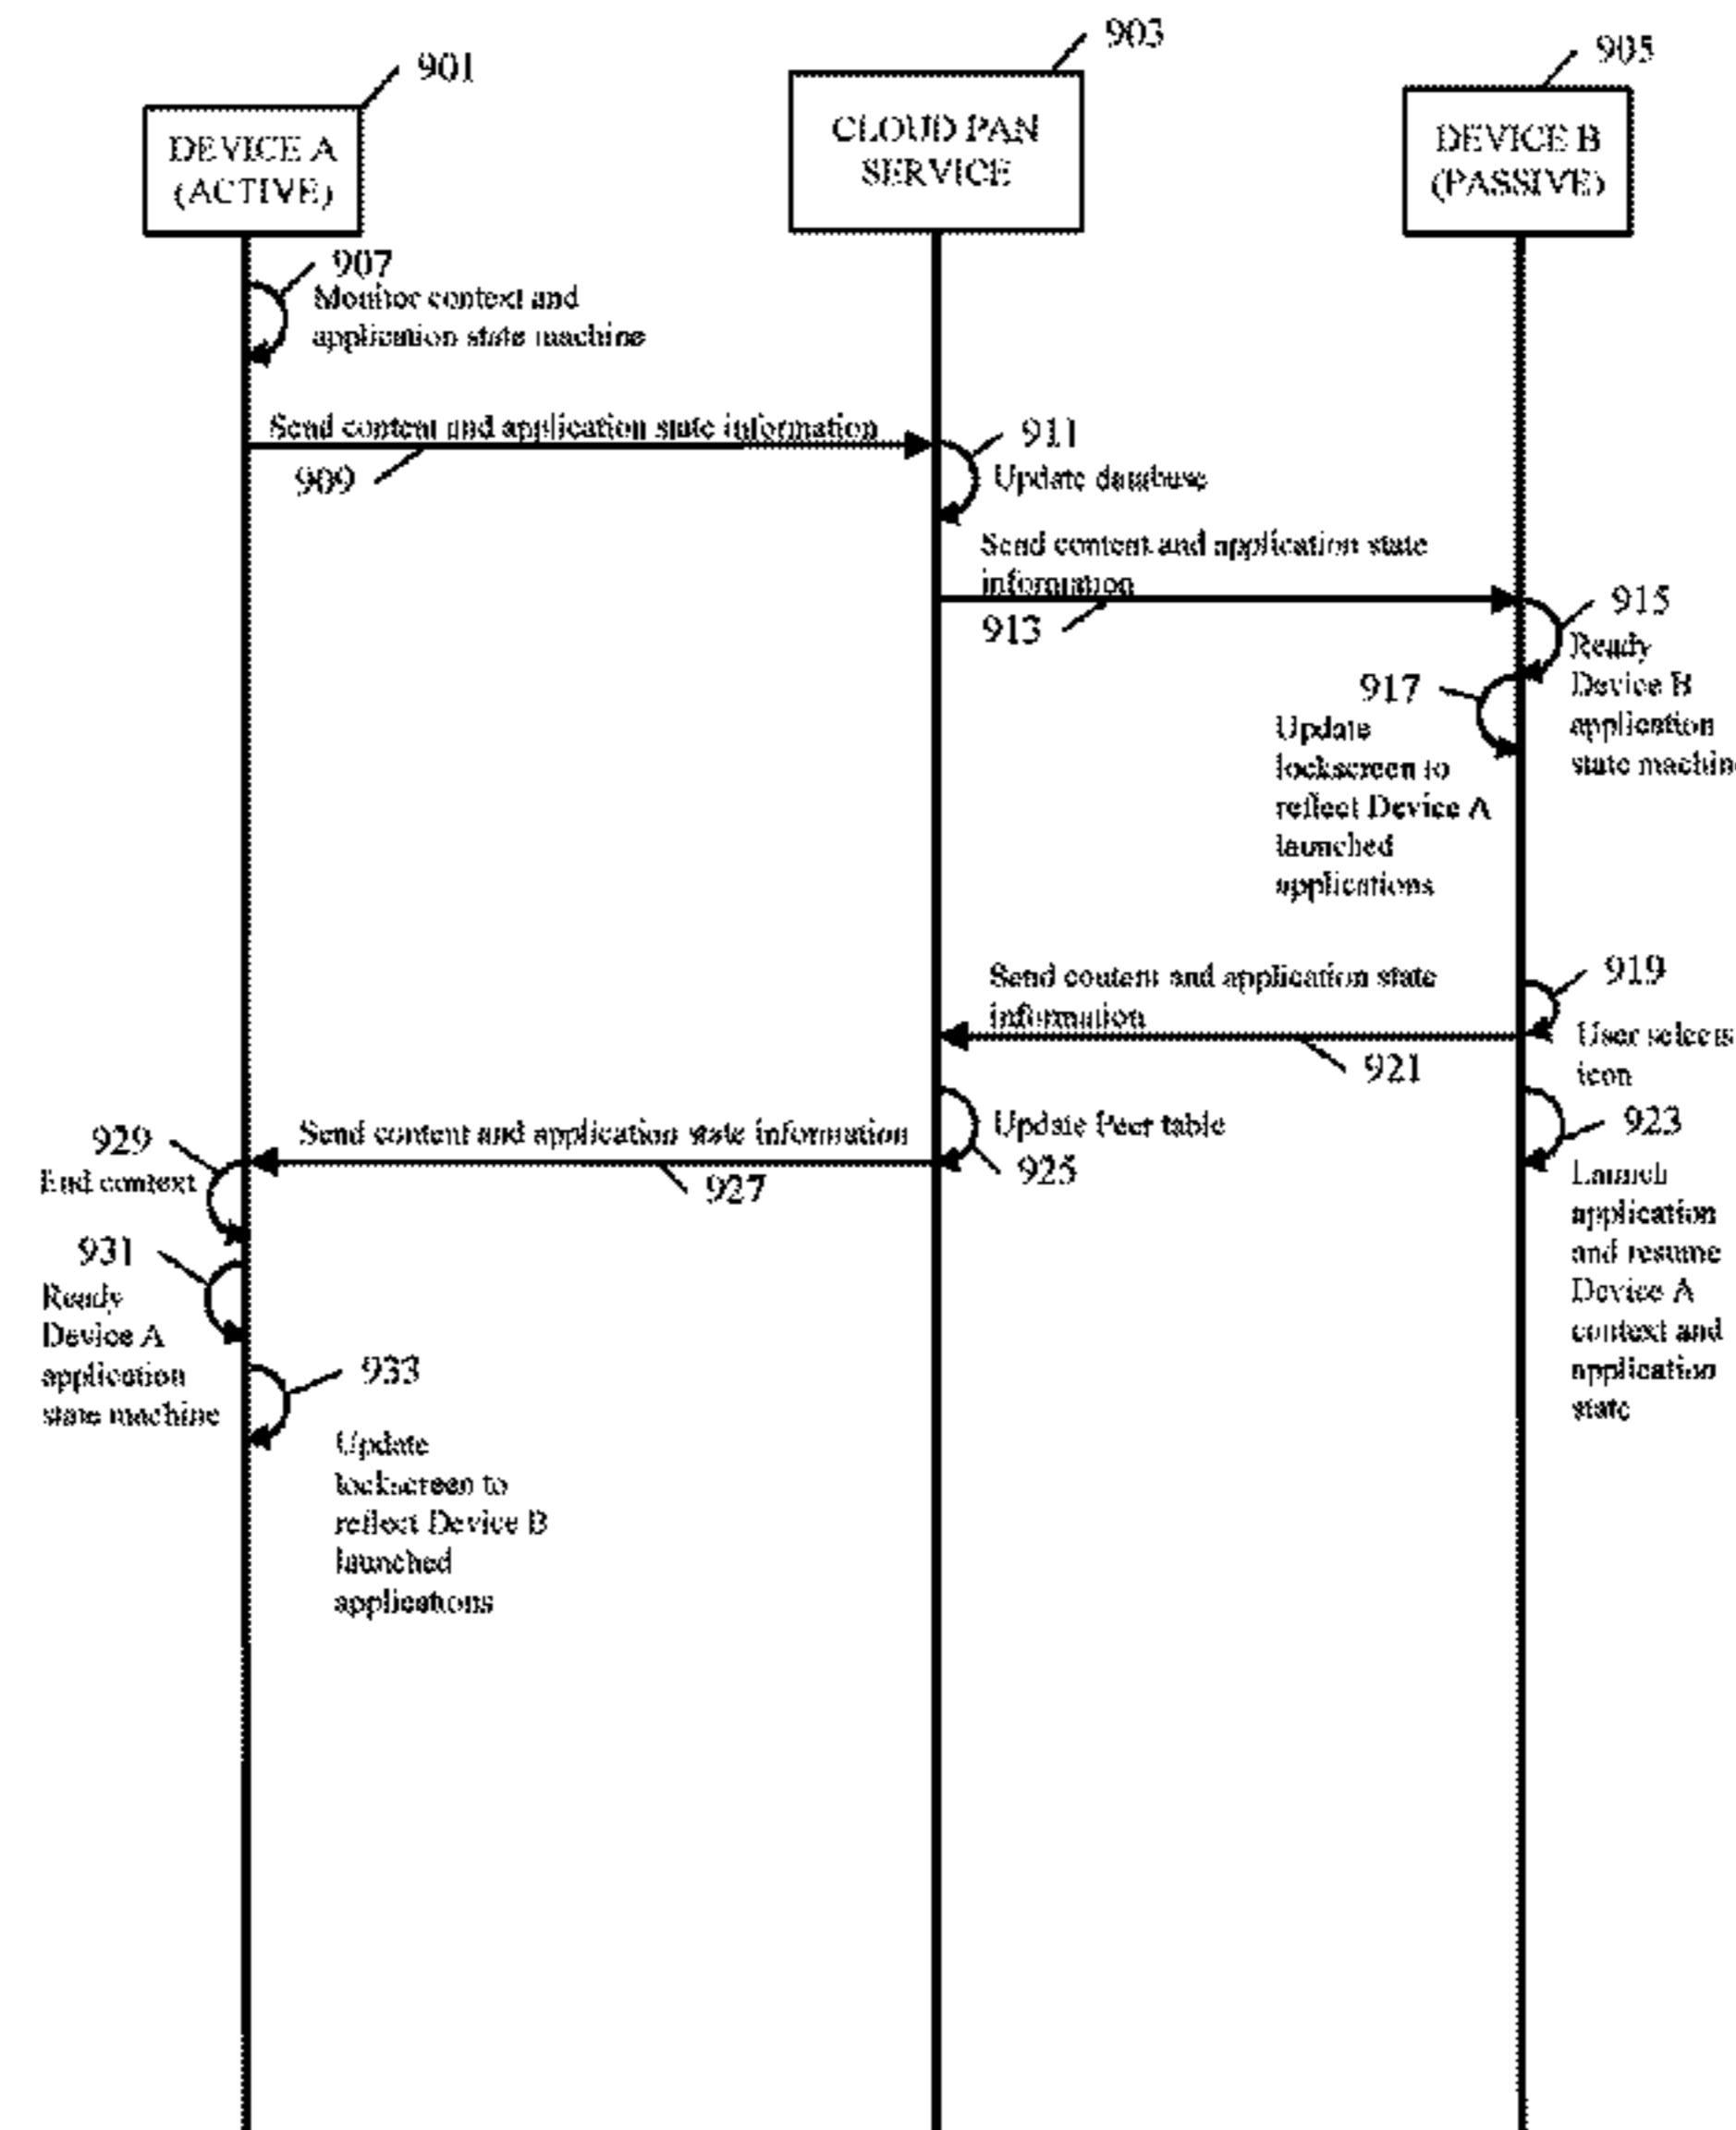 901
903
905
DEVICE A
(ACTIVE)
CLOUD PAN
SERVICE
DEVICE B
(PASSIVE)
907
Monitor context and
application state machine
Send content and application state information
909
911
Update database
Send content and application state
information
913
915
Ready
Device B
application
state machin
917
Update
lockscreen to
reflect Device A
launched
applications
919
User selects
icon
Send content and application state
information
921
923
Launch
application
and resume
Device A
context and
application
state
Update Peer table
925
Send content and application state information
927
929
End context
931
Ready
Device A
application
state machine
933
Update
lockscreen to
reflect Device B
launched
applications